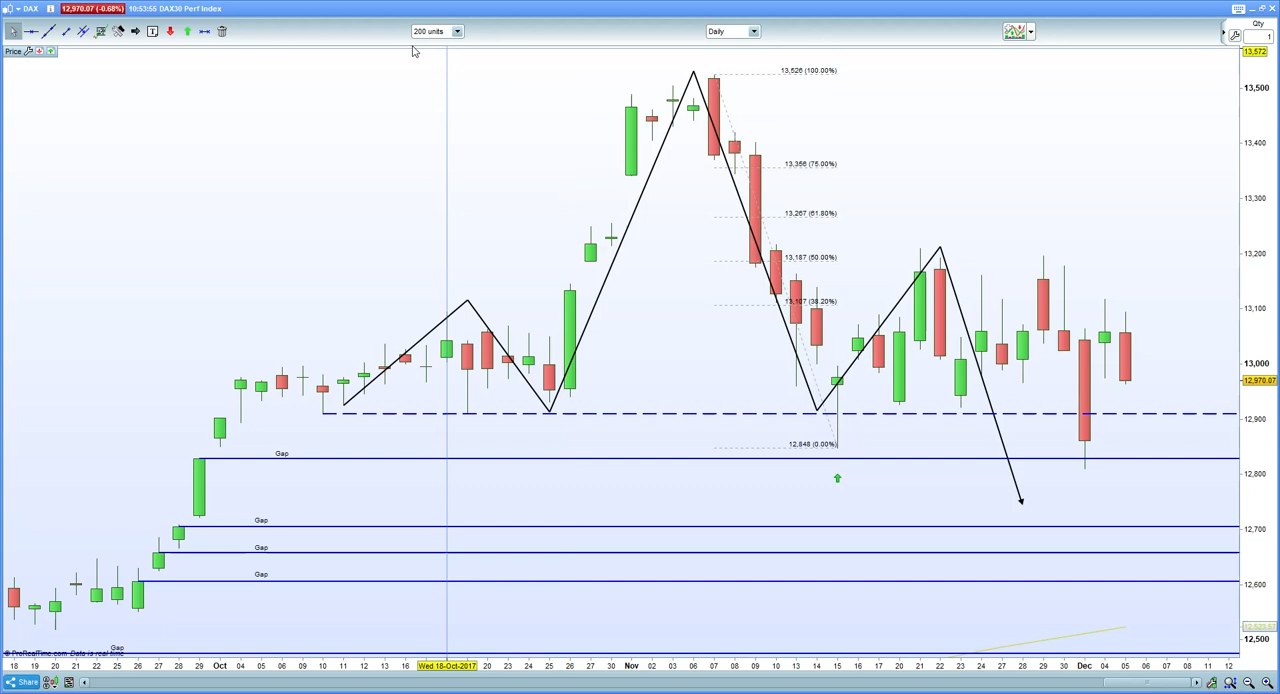 DAX 12,970.07 (-0.68%) 10:53:55 DAX30 Perf Index
Qty
200 units
Daily
1
Price
13,572
13,526 (100.00%)
13,500
13,400
13,356 (75.00%)
13,300
13,267 (61.80%)
13,187 (50.00%)
13,200
13,107 (38.20%)
13,100
13,000
12,970.07
12,900
12,848 (0.00%)
Gap
12,800
Gap
12,700
Gap
Gap
12,600
12,500
Gap
© ProRealTime.com Data is real time
18 19 20 21 22 25 26 27 28 29 Oct 04 05 06 09 10 11 12 13 16 Wed 18-Oct-2017 19 20 23 24 25 26 27 30 Nov 02 03 06 07 08 09 10 13 14 15 16 17 20 21 22 23 24 27 28 29 30 Dec 04 05 06 07 08 11 12
Share